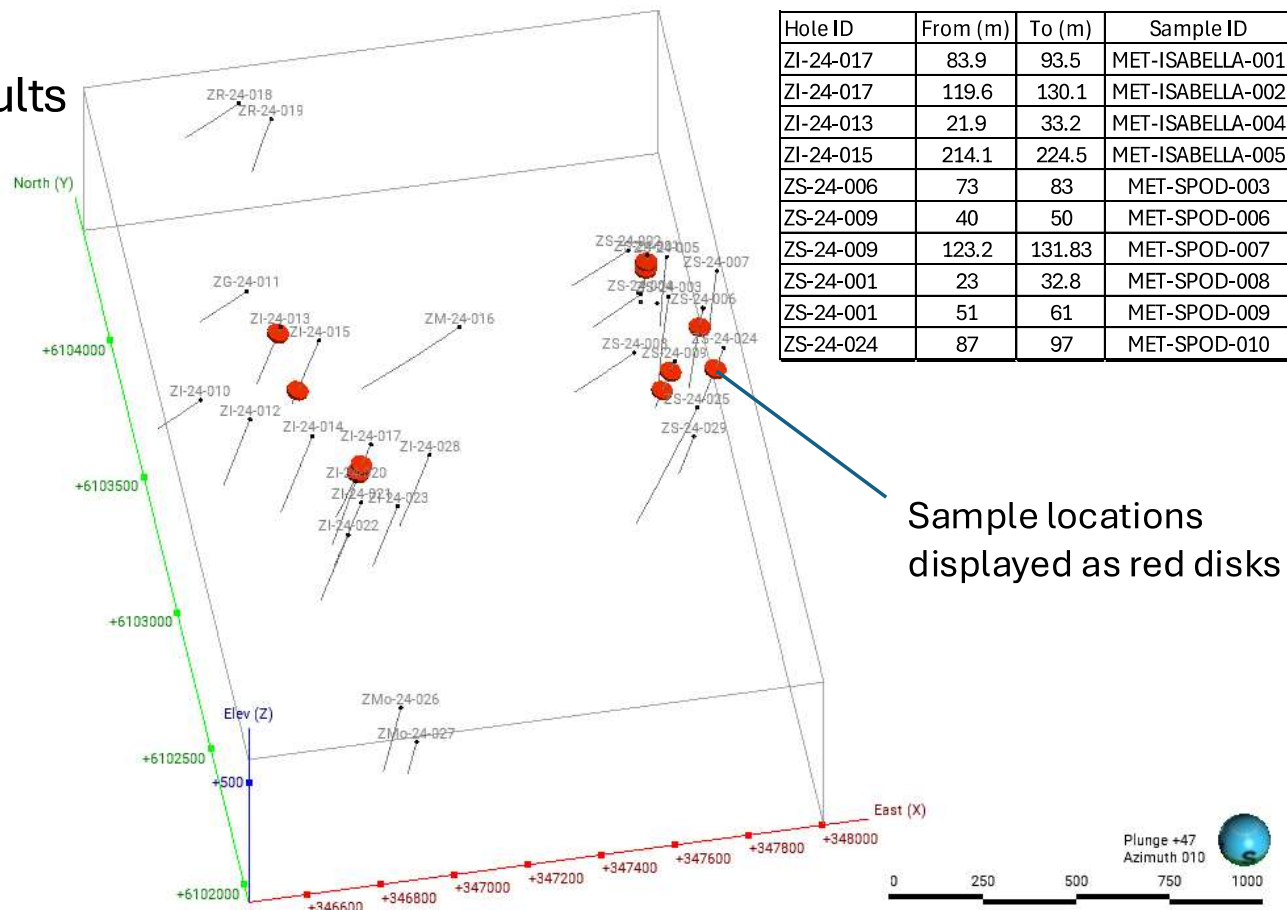 ults
Hole ID From (m) To (m) Sample ID
ZI-24-017 83.9 93.5 MET-ISABELLA-001
ZI-24-017 119.6 130.1 MET-ISABELLA-002
ZI-24-013 21.9 33.2 MET-ISABELLA-004
ZI-24-015 214.1 224.5 MET-ISABELLA-005
ZS-24-006 73 83 MET-SPOD-003
ZS-24-009 40 50 MET-SPOD-006
ZS-24-009 123.2 131.83 MET-SPOD-007
ZS-24-001 23 32.8 MET-SPOD-008
ZS-24-001 51 61 MET-SPOD-009
ZS-24-024 87 97 MET-SPOD-010
ZR-24-018
ZR-24-019
North (Y)
ZS-24-002
ZS-24-007
ZG-24-011
ZS-24-003
ZS-24-006
ZI-24-013
ZI-24-015
ZM-24-016
+6104000
ZS-24-008
ZS-24-024
ZS-24-009
ZI-24-010
ZI-24-012
ZS-24-025
ZI-24-014
ZI-24-017
ZI-24-028
ZS-24-029
+6103500
ZI-24-021
ZI-24-023
ZI-24-022
Sample locations
displayed as red disks
+6103000
ZMo-24-026
Elev (Z)
ZMo-24-027
+6102500
+500
East (X)
+6102000
+346600
+346800
+347000
+347200
+347400
+347600
+347800
+348000
Plunge +47
Azimuth 010
S
0 250 500 750 1000